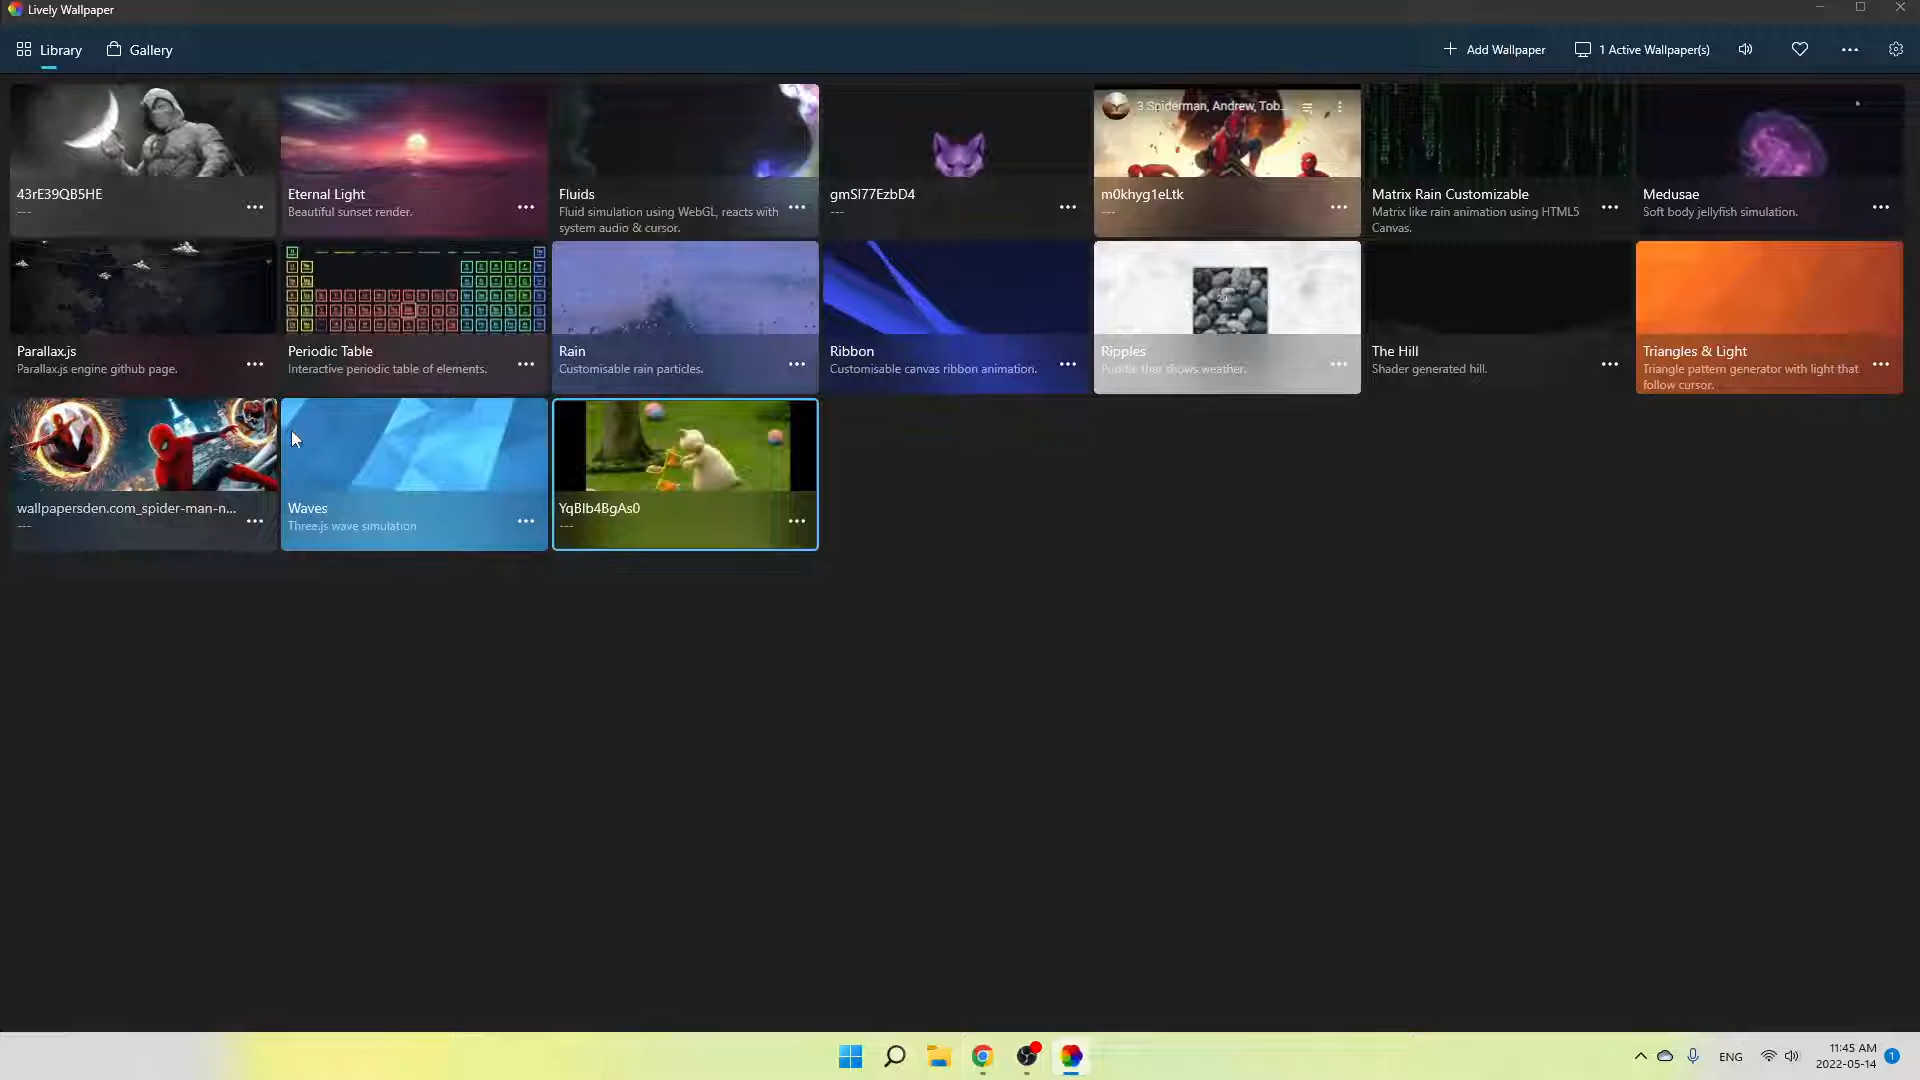 Lively Wallpaper
Library
Gallery
Add Wallpaper
1 Active Wallpaper(s)
43rE39QB5HE
---
Eternal Light
Beautiful sunset render.
Fluids
Fluid simulation using WebGL, reacts with
system audio & cursor.
gmSI77EzbD4
---
3 Spiderman, Andrew, Tob...
m0khyg1eLtk
---
Matrix Rain Customizable
Matrix like rain animation using HTML5
Canvas.
Medusae
Soft body jellyfish simulation.
Parallax.js
Parallax.js engine github page.
Periodic Table
Interactive periodic table of elements.
Rain
Customisable rain particles.
Ribbon
Customisable canvas ribbon animation.
Ripples
Puddle that shows weather.
The Hill
Shader generated hill.
Triangles & Light
Triangle pattern generator with light that
follow cursor.
wallpapersden.com_spider-man-n...
---
Waves
Three.js wave simulation
YqBIb4BgAs0
---
ENG
11:45 AM
2022-05-14
1